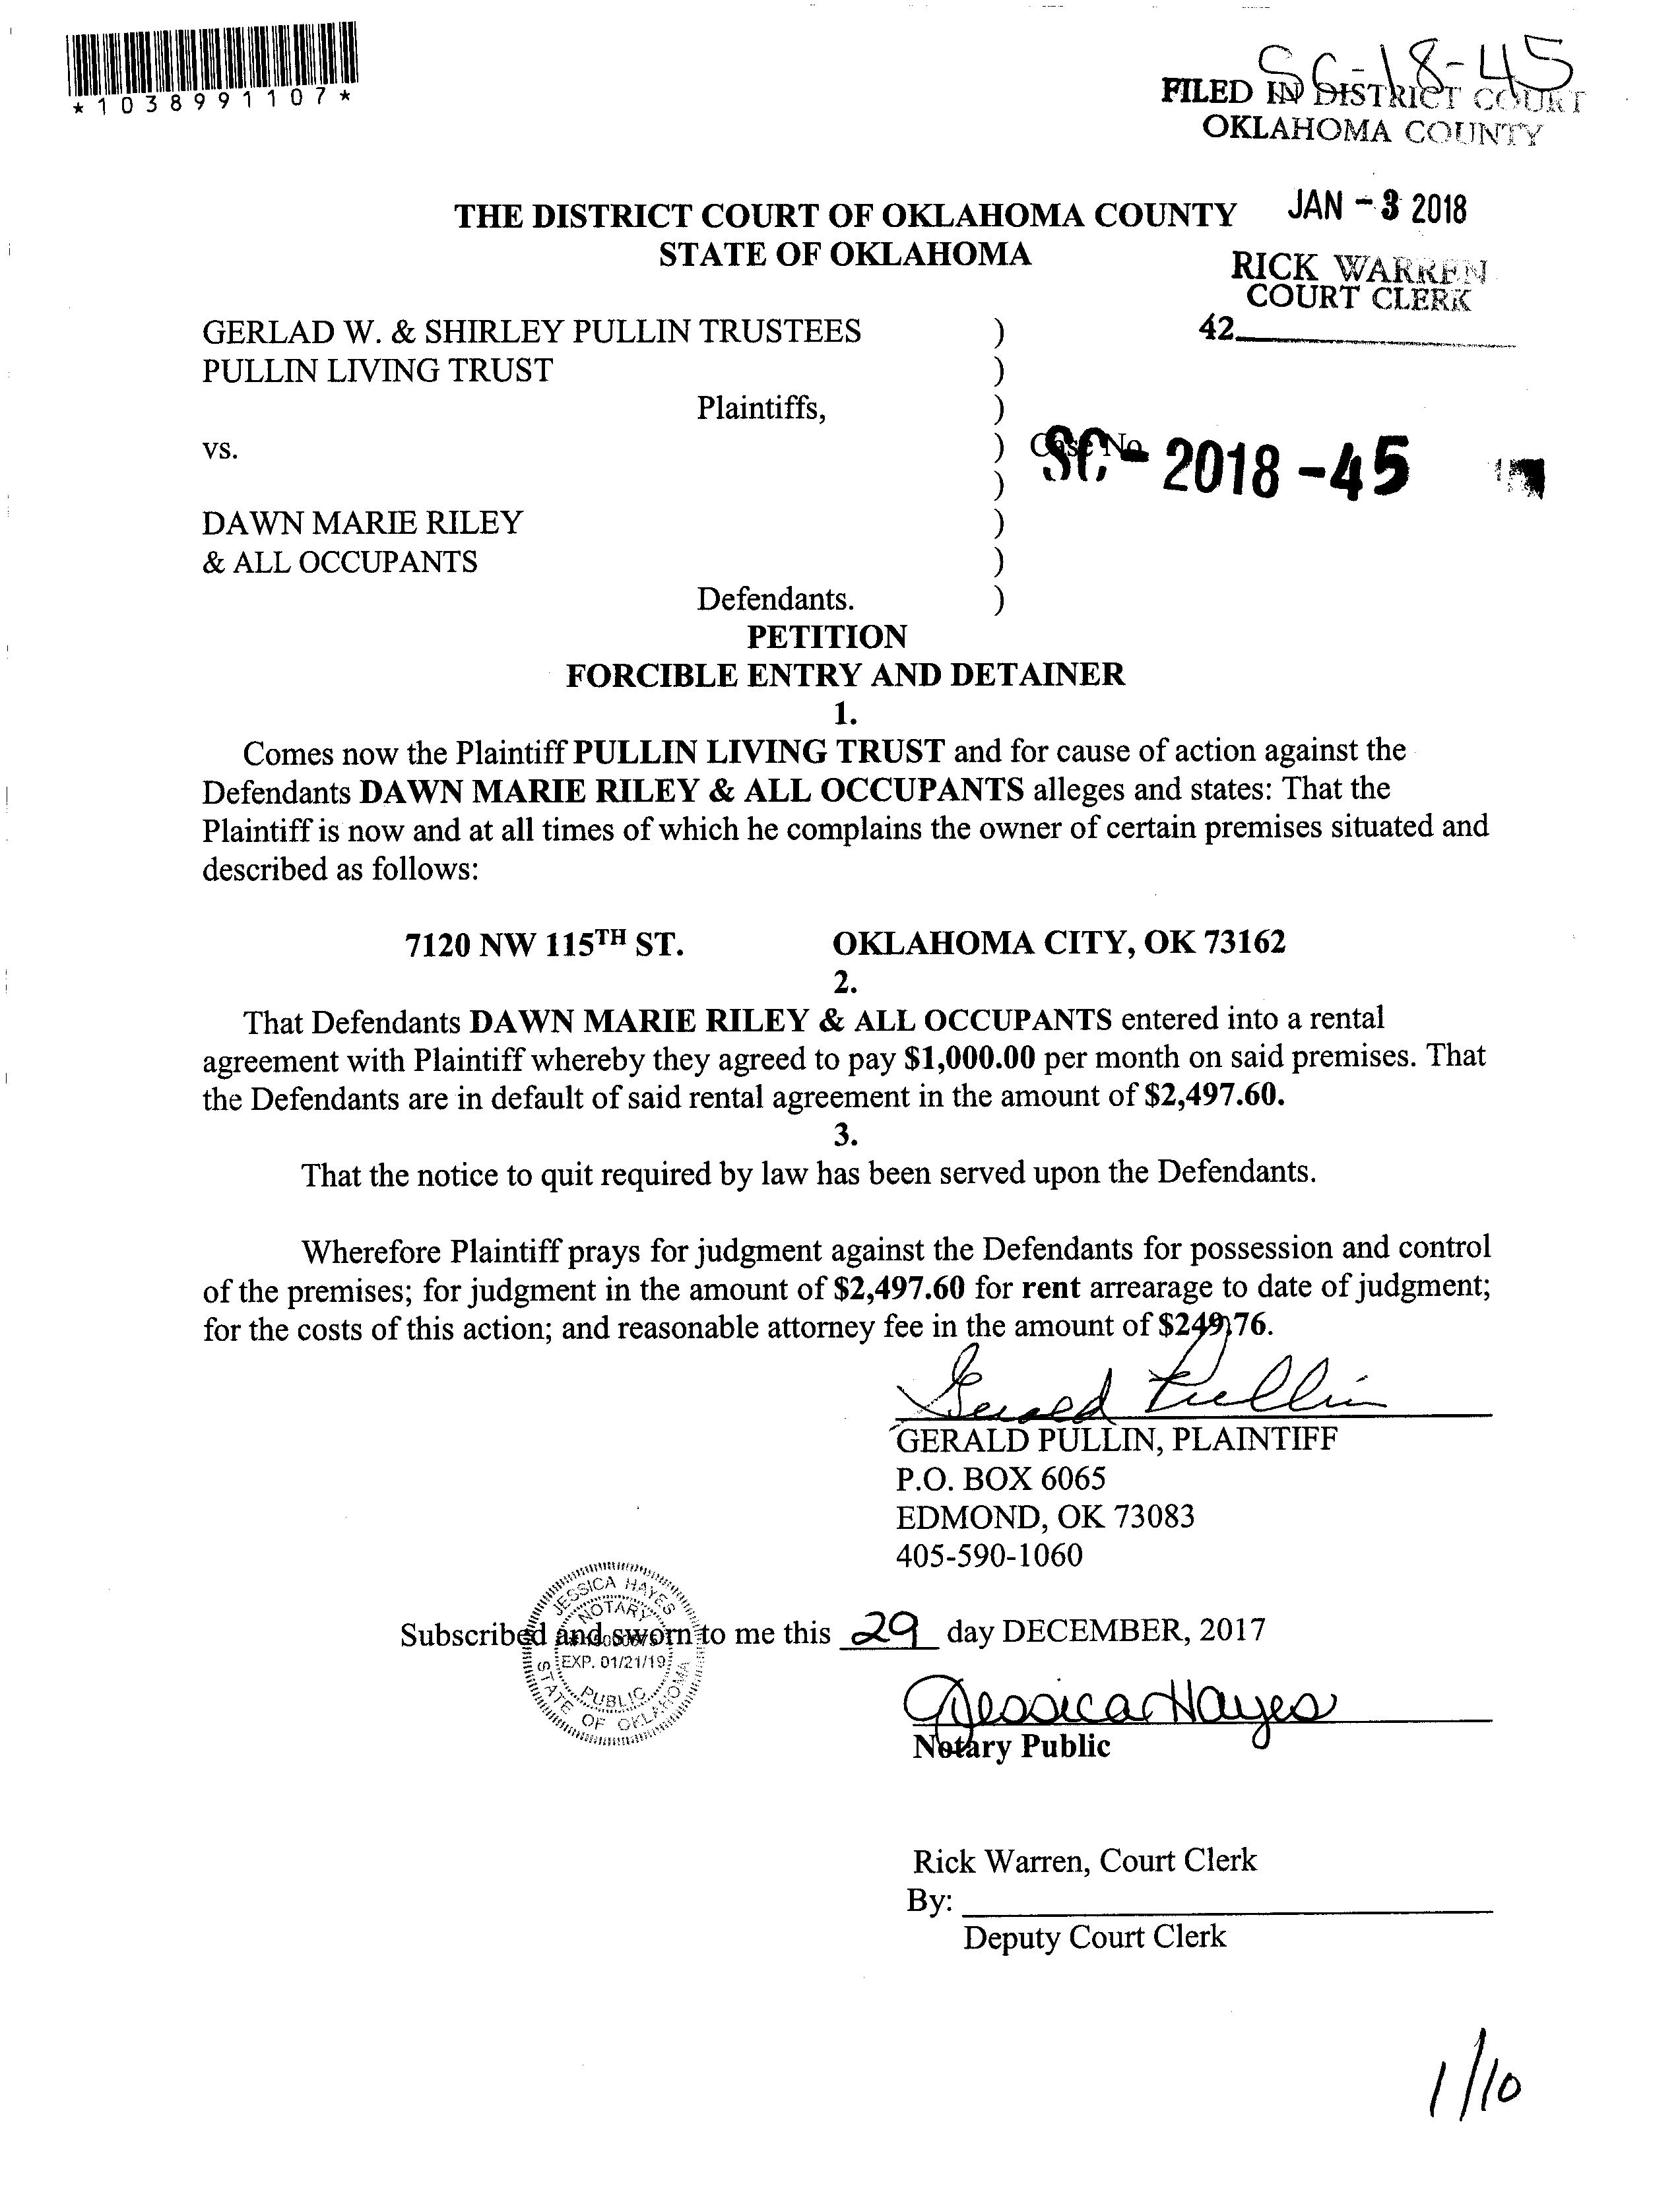 *1038991107*
SC-18-45
FILED IN DISTRICT COURT
OKLAHOMA COUNTY
JAN - 3 2018
THE DISTRICT COURT OF OKLAHOMA COUNTY
STATE OF OKLAHOMA
RICK WARREN
COURT CLERK
42
GERLAD W. & SHIRLEY PULLIN TRUSTEES )
PULLIN LIVING TRUST )
Plaintiffs, )
vs. ) Case No. SC - 2018 - 45
)
DAWN MARIE RILEY )
& ALL OCCUPANTS )
Defendants. )
PETITION
FORCIBLE ENTRY AND DETAINER
1.
Comes now the Plaintiff PULLIN LIVING TRUST and for cause of action against the
Defendants DAWN MARIE RILEY & ALL OCCUPANTS alleges and states: That the
Plaintiff is now and at all times of which he complains the owner of certain premises situated and
described as follows:
7120 NW 115TH ST. OKLAHOMA CITY, OK 73162
2.
That Defendants DAWN MARIE RILEY & ALL OCCUPANTS entered into a rental
agreement with Plaintiff whereby they agreed to pay $1,000.00 per month on said premises. That
the Defendants are in default of said rental agreement in the amount of $2,497.60.
3.
That the notice to quit required by law has been served upon the Defendants.
Wherefore Plaintiff prays for judgment against the Defendants for possession and control
of the premises; for judgment in the amount of $2,497.60 for rent arrearage to date of judgment;
for the costs of this action; and reasonable attorney fee in the amount of $249.76.
Gerald Pullin
GERALD PULLIN, PLAINTIFF
P.O. BOX 6065
EDMOND, OK 73083
405-590-1060
JESSICA HAYES
NOTARY
EXP. 01/21/19
PUBLIC
STATE OF OKLAHOMA
Subscribed and sworn to me this 29 day DECEMBER, 2017
Jessica Hayes
Notary Public
Rick Warren, Court Clerk
By:
Deputy Court Clerk
1/10